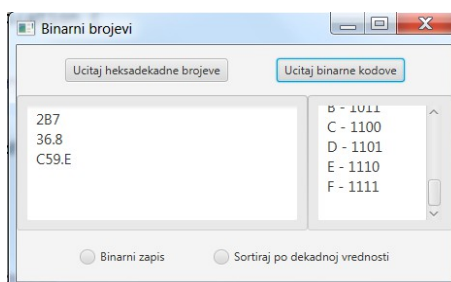 Binarni brojevi
Ucitaj heksadekadne brojeve
Ucitaj binarne kodove
2B7
36.8
C59.E
B - 1011
C - 1100
D - 1101
E - 1110
F - 1111
Binarni zapis
Sortiraj po dekadnoj vrednosti